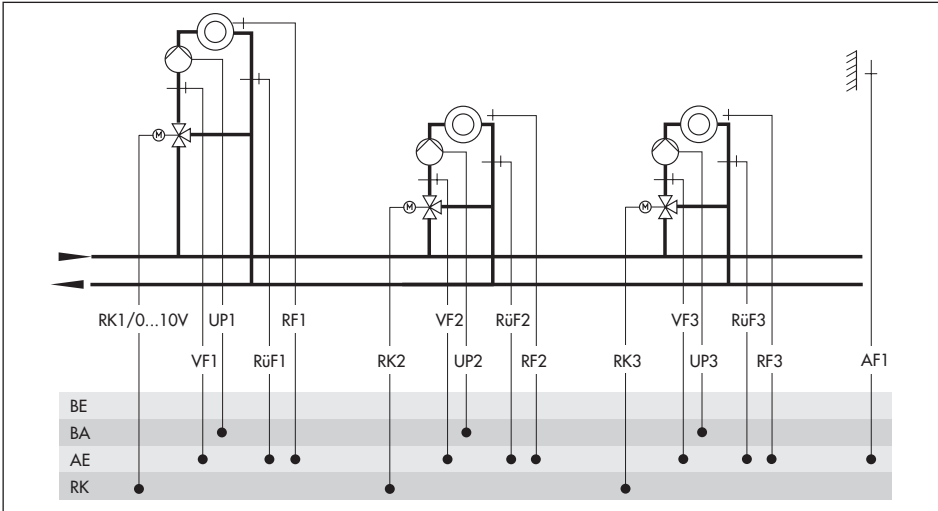 M
M
M
RK1/0...10V UP1 RF1 VF2 RüF2 VF3 RüF3
VF1 RüF1 RK2 UP2 RF2 RK3 UP3 RF3 AF1
BE
BA
AE
RK